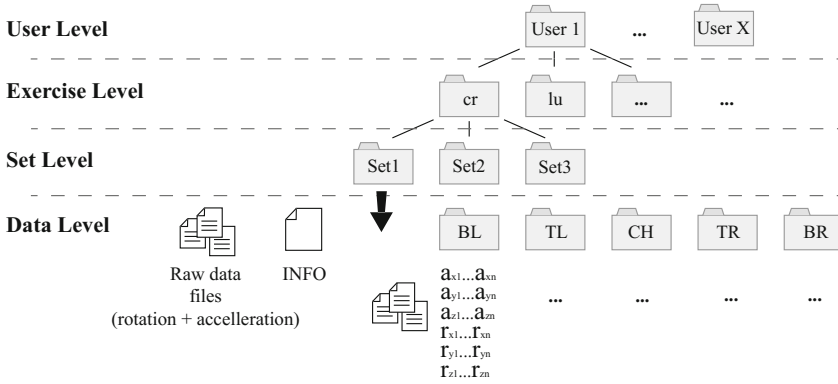 User Level
User 1
...
User X
Exercise Level
cr
lu
...
...
Set Level
Set1
Set2
Set3
Data Level
BL
TL
CH
TR
BR
Raw data
files
(rotation + accelleration)
INFO
ax1...axn
ay1...ayn
az1...azn
rx1...rxn
ry1...ryn
rz1...rzn
...
...
...
...